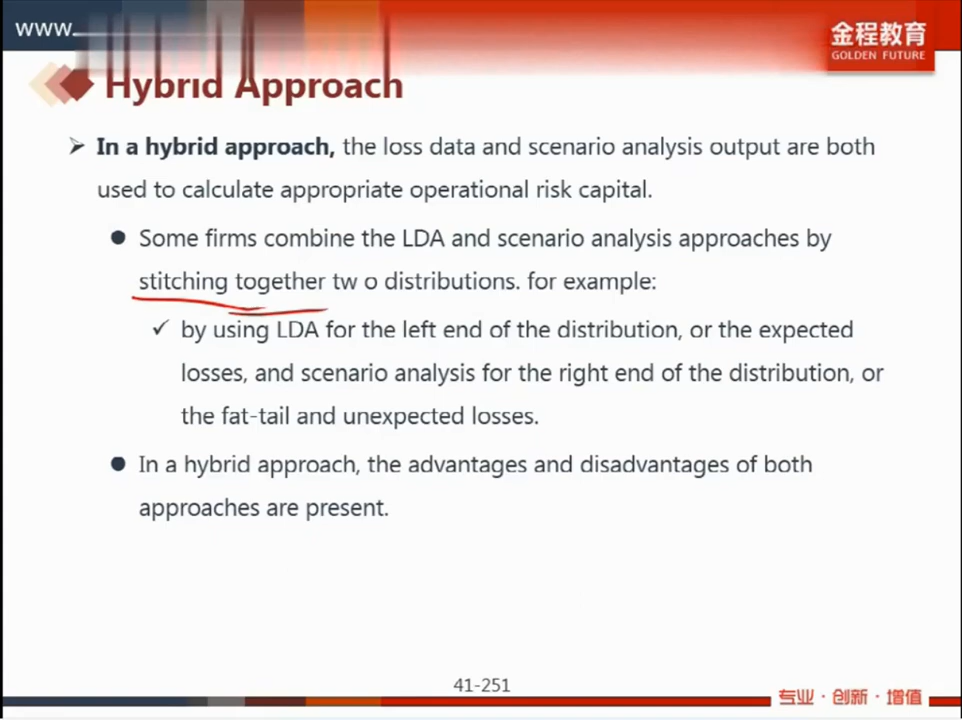 www.
金程教育
GOLDEN FUTURE
Hybrid Approach
➢ In a hybrid approach, the loss data and scenario analysis output are both
used to calculate appropriate operational risk capital.
● Some firms combine the LDA and scenario analysis approaches by
stitching together tw o distributions. for example:
✓ by using LDA for the left end of the distribution, or the expected
losses, and scenario analysis for the right end of the distribution, or
the fat-tail and unexpected losses.
● In a hybrid approach, the advantages and disadvantages of both
approaches are present.
41-251
专业·创新·增值